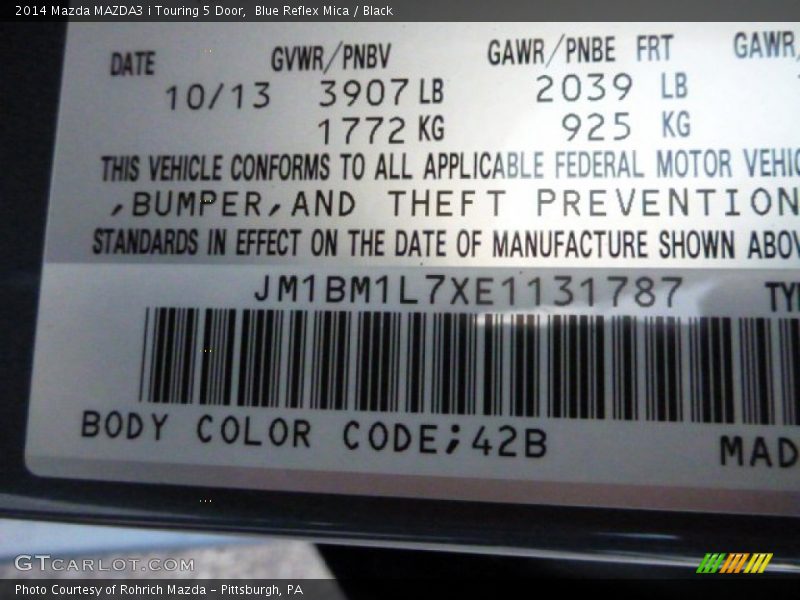 2014 Mazda MAZDA3 i Touring 5 Door, Blue Reflex Mica / Black
DATE GVWR/PNBV GAWR/PNBE FRT GAWR/
10/13 3907 LB 2039 LB
1772 KG 925 KG
THIS VEHICLE CONFORMS TO ALL APPLICABLE FEDERAL MOTOR VEHIC
,BUMPER,AND THEFT PREVENTION
STANDARDS IN EFFECT ON THE DATE OF MANUFACTURE SHOWN ABOV
JM1BM1L7XE1131787 TYP
BODY COLOR CODE;42B MAD
GTCARLOT.COM
Photo Courtesy of Rohrich Mazda - Pittsburgh, PA